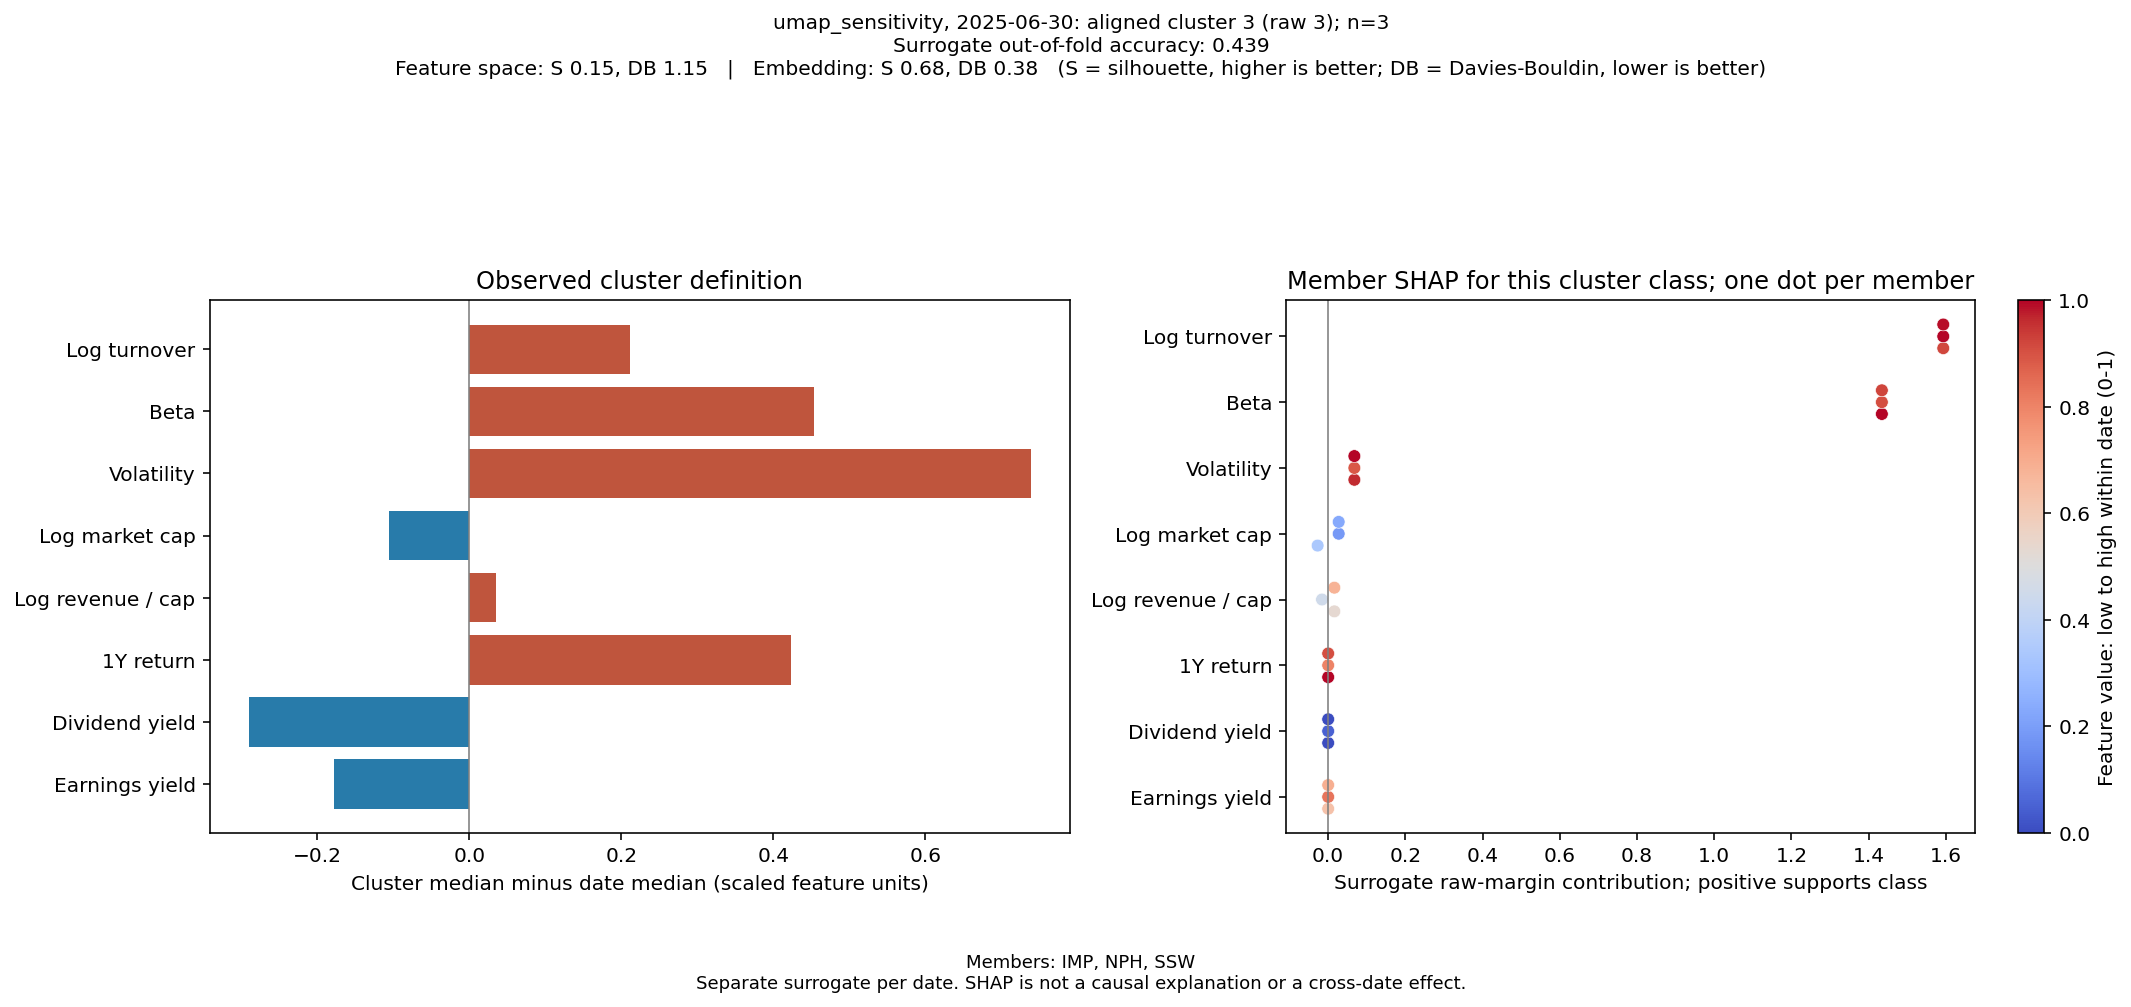 umap_sensitivity, 2025-06-30: aligned cluster 3 (raw 3); n=3
Surrogate out-of-fold accuracy: 0.439
Feature space: S 0.15, DB 1.15   |   Embedding: S 0.68, DB 0.38   (S = silhouette, higher is better; DB = Davies-Bouldin, lower is better)
Observed cluster definition
Log turnover
Beta
Volatility
Log market cap
Log revenue / cap
1Y return
Dividend yield
Earnings yield
−0.2 0.0 0.2 0.4 0.6
Cluster median minus date median (scaled feature units)
Member SHAP for this cluster class; one dot per member
Log turnover
Beta
Volatility
Log market cap
Log revenue / cap
1Y return
Dividend yield
Earnings yield
0.0 0.2 0.4 0.6 0.8 1.0 1.2 1.4 1.6
Surrogate raw-margin contribution; positive supports class
1.0
0.8
0.6
0.4
0.2
0.0
Feature value: low to high within date (0-1)
Members: IMP, NPH, SSW
Separate surrogate per date. SHAP is not a causal explanation or a cross-date effect.